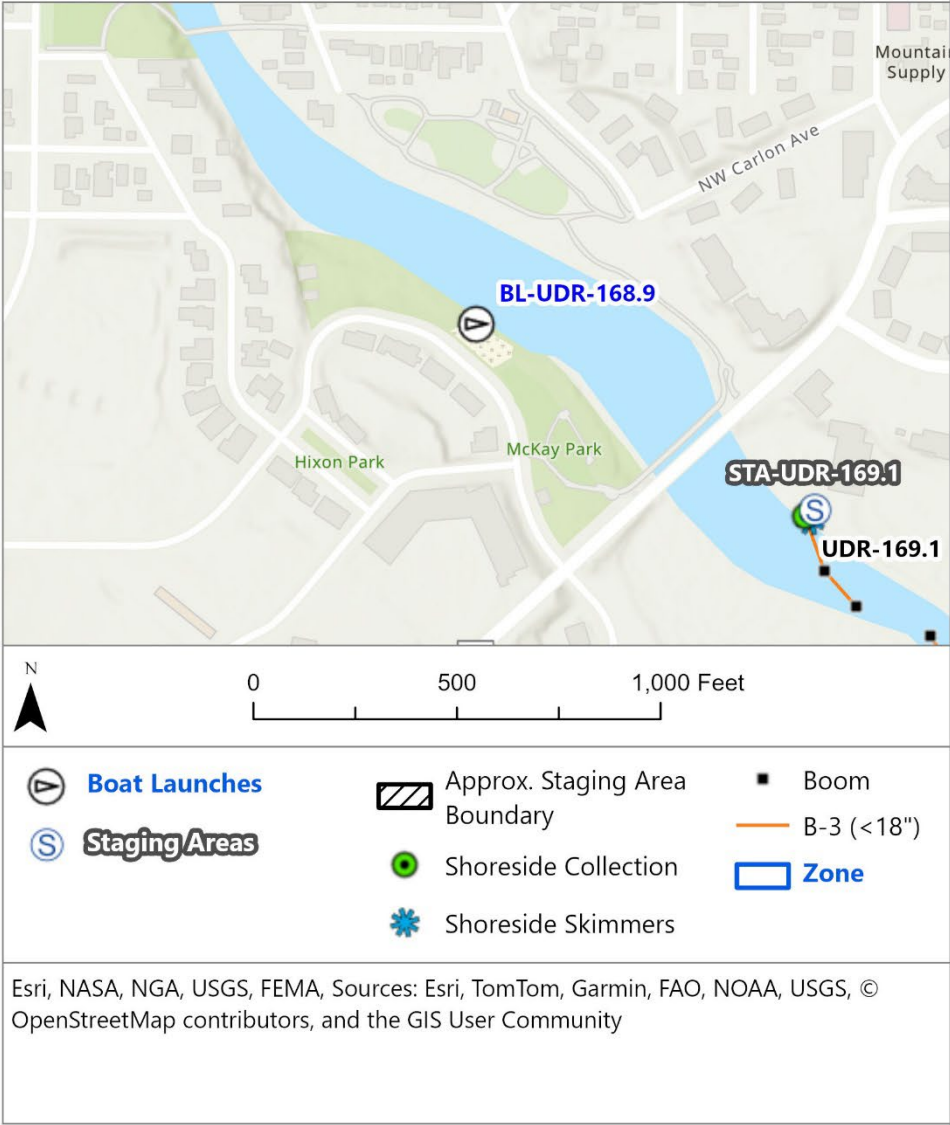 Mountain
Supply
NW Carlon Ave
BL-UDR-168.9
McKay Park
Hixon Park
STA-UDR-169.1
S
UDR-169.1
N
0 500 1,000 Feet
Boat Launches
S Staging Areas
Approx. Staging Area
Boundary
Shoreside Collection
Shoreside Skimmers
Boom
B-3 (<18")
Zone
Esri, NASA, NGA, USGS, FEMA, Sources: Esri, TomTom, Garmin, FAO, NOAA, USGS, ©
OpenStreetMap contributors, and the GIS User Community